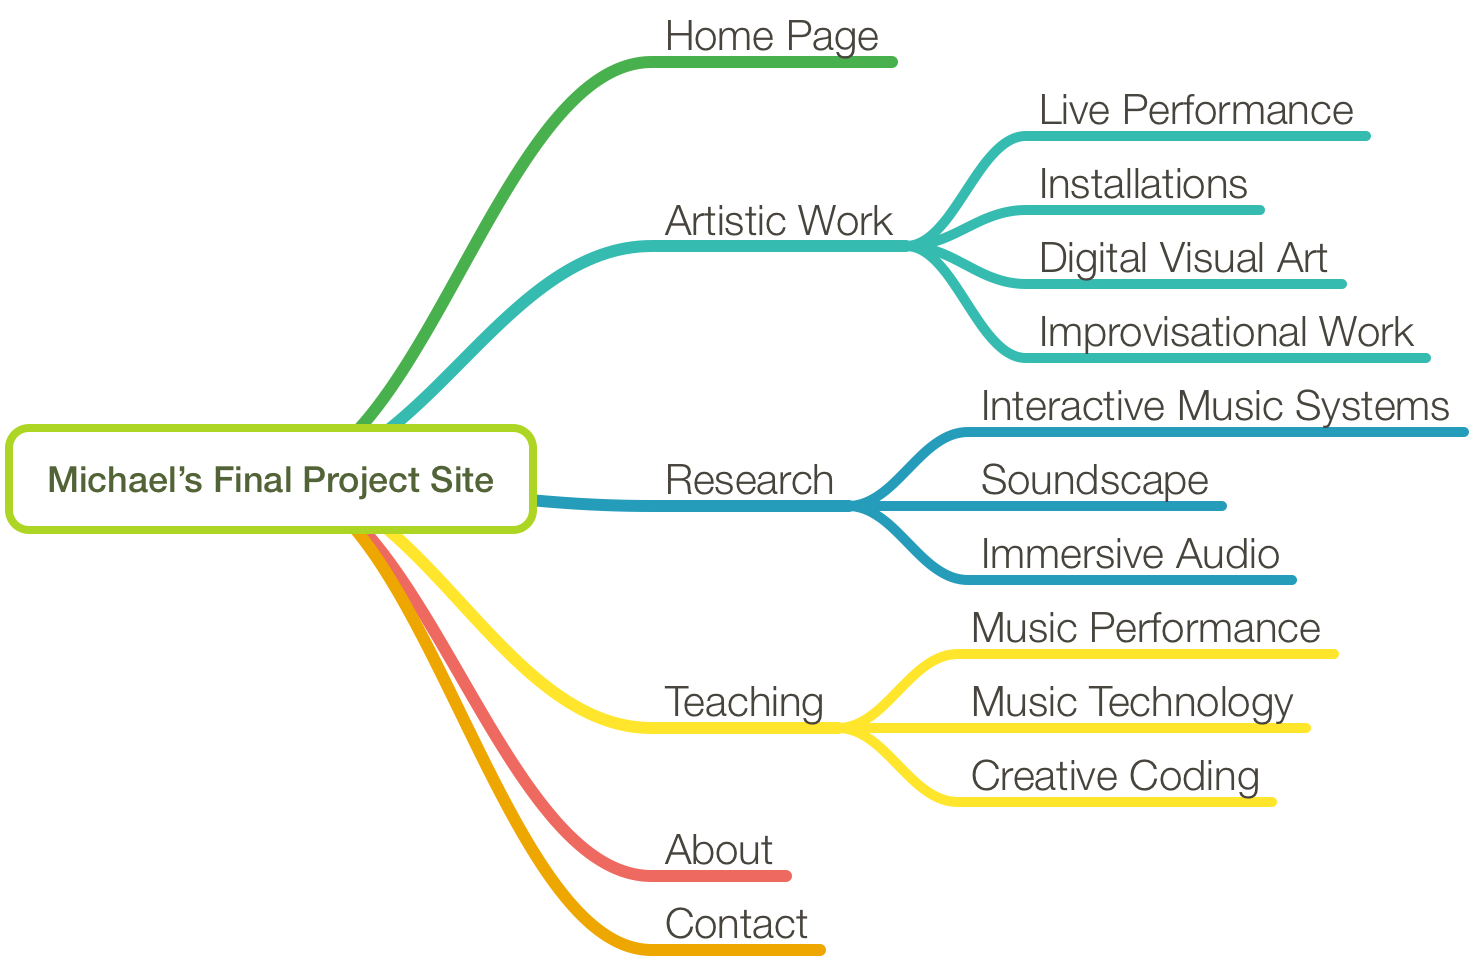 Home Page
Artistic Work
Live Performance
Installations
Digital Visual Art
Improvisational Work
Michael’s Final Project Site
Research
Interactive Music Systems
Soundscape
Immersive Audio
Teaching
Music Performance
Music Technology
Creative Coding
About
Contact